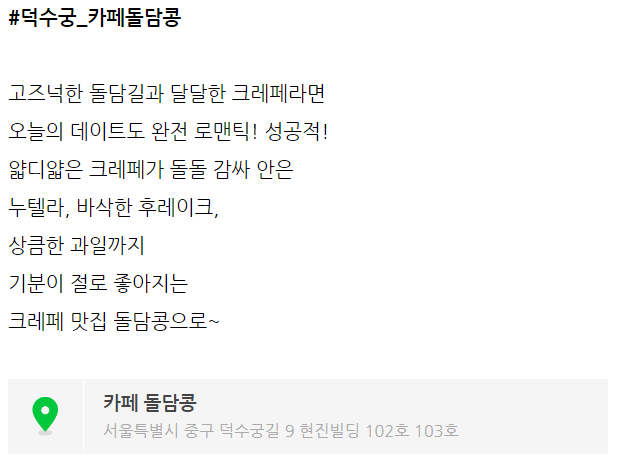 #덕수궁_카페돌담콩
고즈넉한 돌담길과 달달한 크레페라면
오늘의 데이트도 완전 로맨틱! 성공적!
얇디얇은 크레페가 돌돌 감싸 안은
누텔라, 바삭한 후레이크,
상큼한 과일까지
기분이 절로 좋아지는
크레페 맛집 돌담콩으로~
카페 돌담콩
서울특별시 중구 덕수궁길 9 현진빌딩 102호 103호